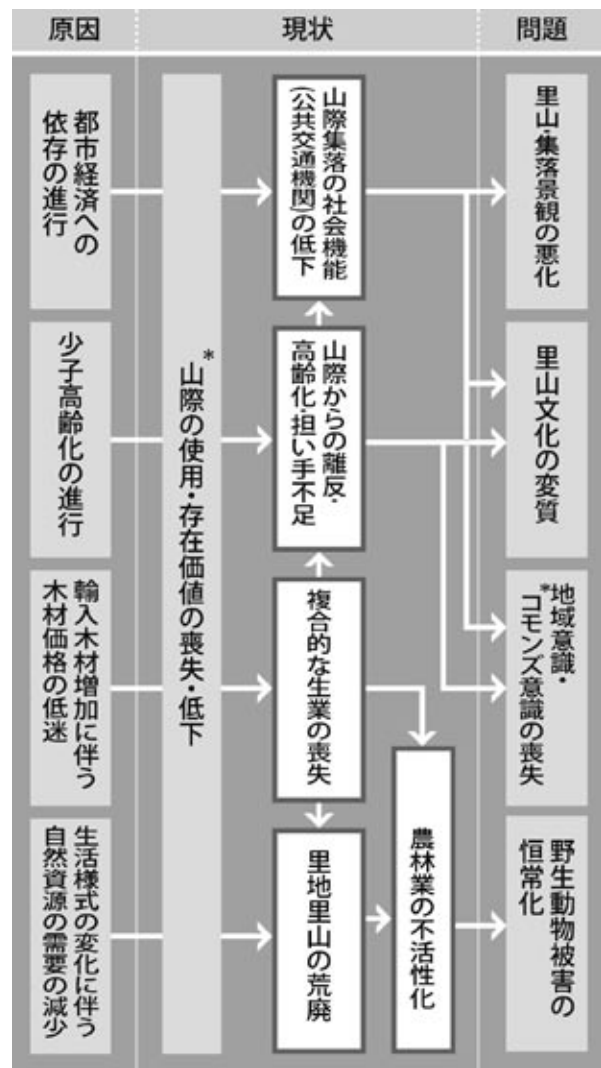 原因
現状
問題
都市経済への
依存の進行
少子高齢化の進行
輸入木材増加に伴う
木材価格の低迷
生活様式の変化に伴う
自然資源の需要の減少
*山際の使用・存在価値の喪失・低下
山際集落の社会機能
(公共交通機関)の低下
山際からの離反・
高齢化・担い手不足
複合的な生業の喪失
里地里山の荒廃
農林業の不活性化
里山・集落景観の悪化
里山文化の変質
地域意識・
*コモンズ意識の喪失
野生動物被害の
恒常化